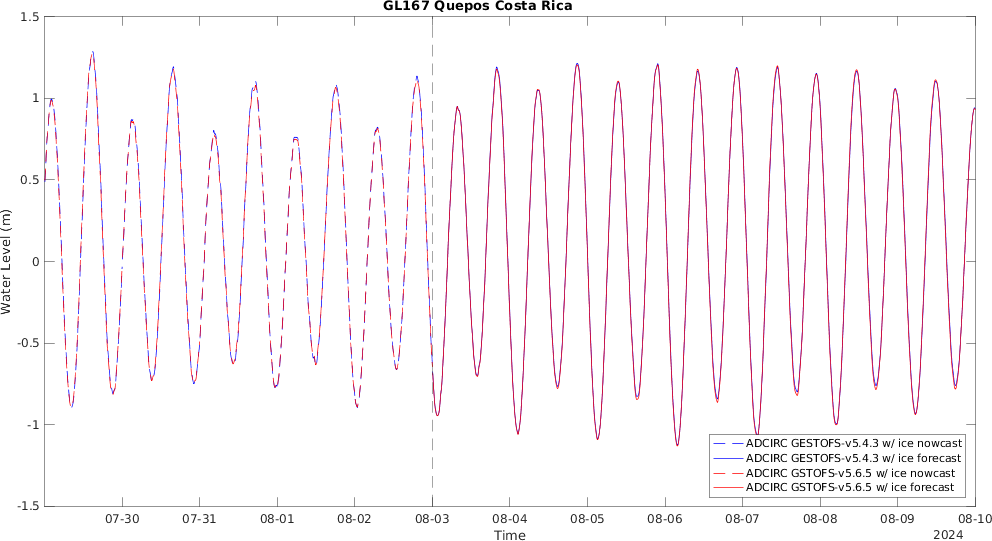 GL167 Quepos Costa Rica
1.5
1
0.5
0
-0.5
-1
-1.5
Water Level (m)
07-30 07-31 08-01 08-02 08-03 08-04 08-05 08-06 08-07 08-08 08-09 08-10
Time
2024
ADCIRC GESTOFS-v5.4.3 w/ ice nowcast
ADCIRC GESTOFS-v5.4.3 w/ ice forecast
ADCIRC GSTOFS-v5.6.5 w/ ice nowcast
ADCIRC GSTOFS-v5.6.5 w/ ice forecast